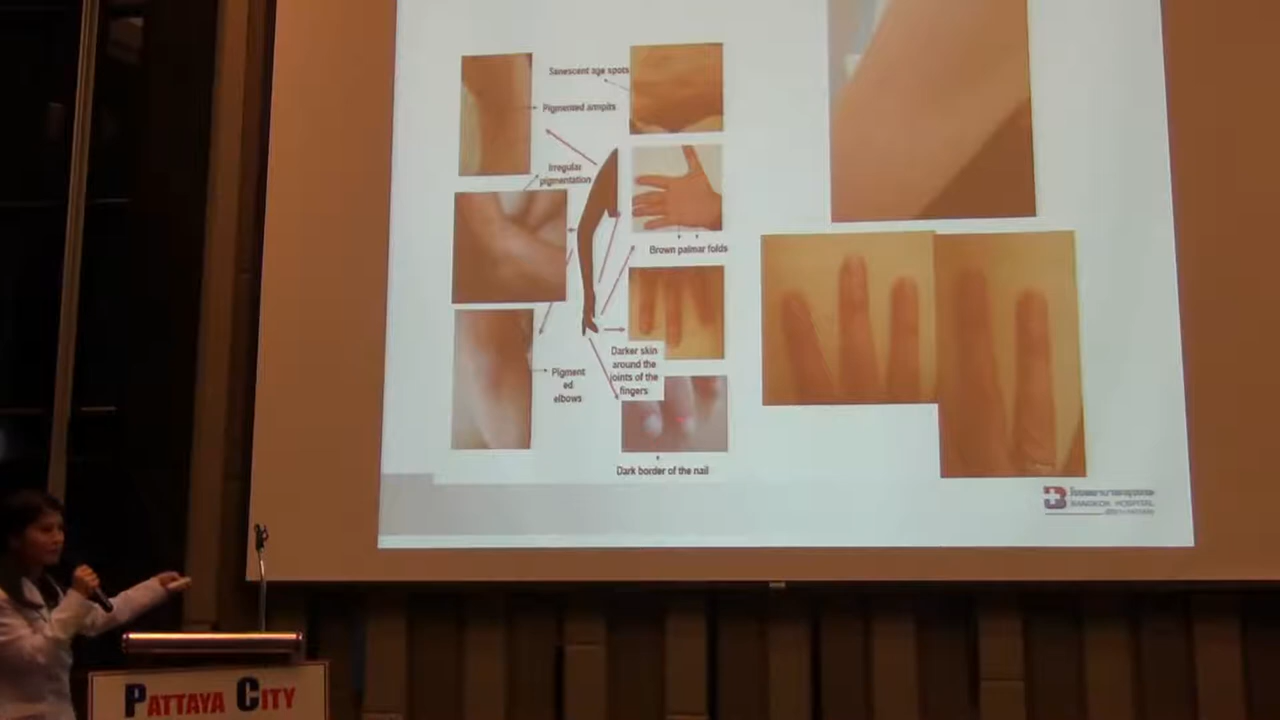 Senescent age spots
Pigmented armpits
Irregular
pigmentation
Brown palmar folds
Darker skin
around the
joints of the
fingers
Pigment
ed
elbows
Dark border of the nail
BANGKOK HOSPITAL
PATTAYA CITY